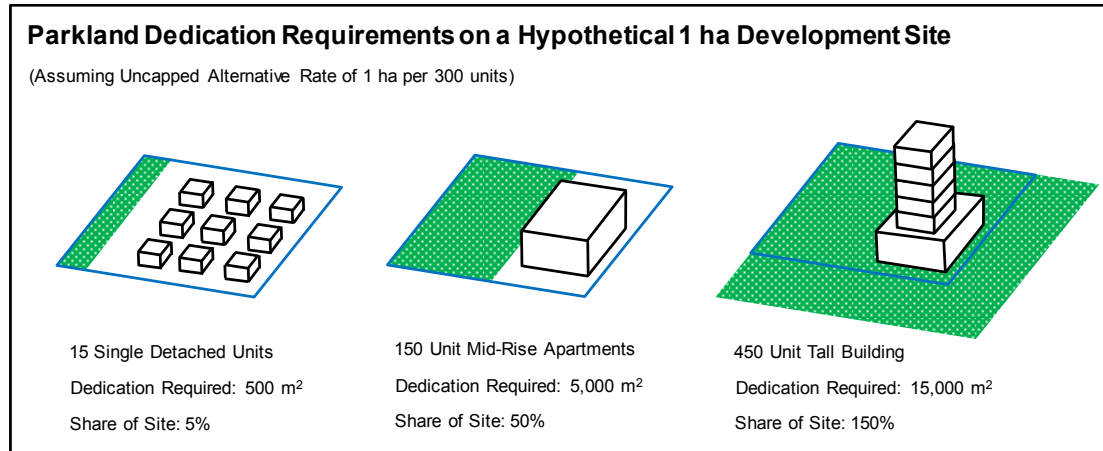 Parkland Dedication Requirements on a Hypothetical 1 ha Development Site
(Assuming Uncapped Alternative Rate of 1 ha per 300 units)
15 Single Detached Units
Dedication Required: 500 m²
Share of Site: 5%
150 Unit Mid-Rise Apartments
Dedication Required: 5,000 m²
Share of Site: 50%
450 Unit Tall Building
Dedication Required: 15,000 m²
Share of Site: 150%